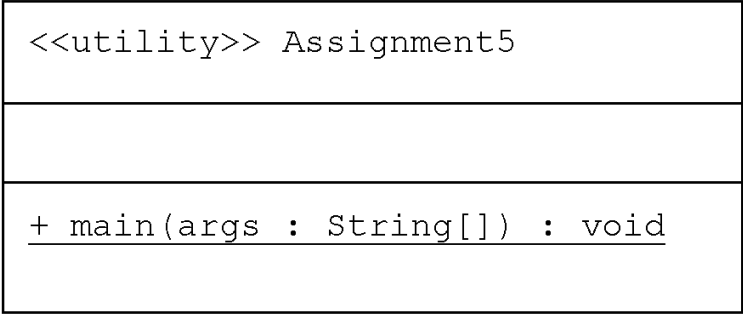 <<utility>> Assignment5
+ main(args : String[]) : void